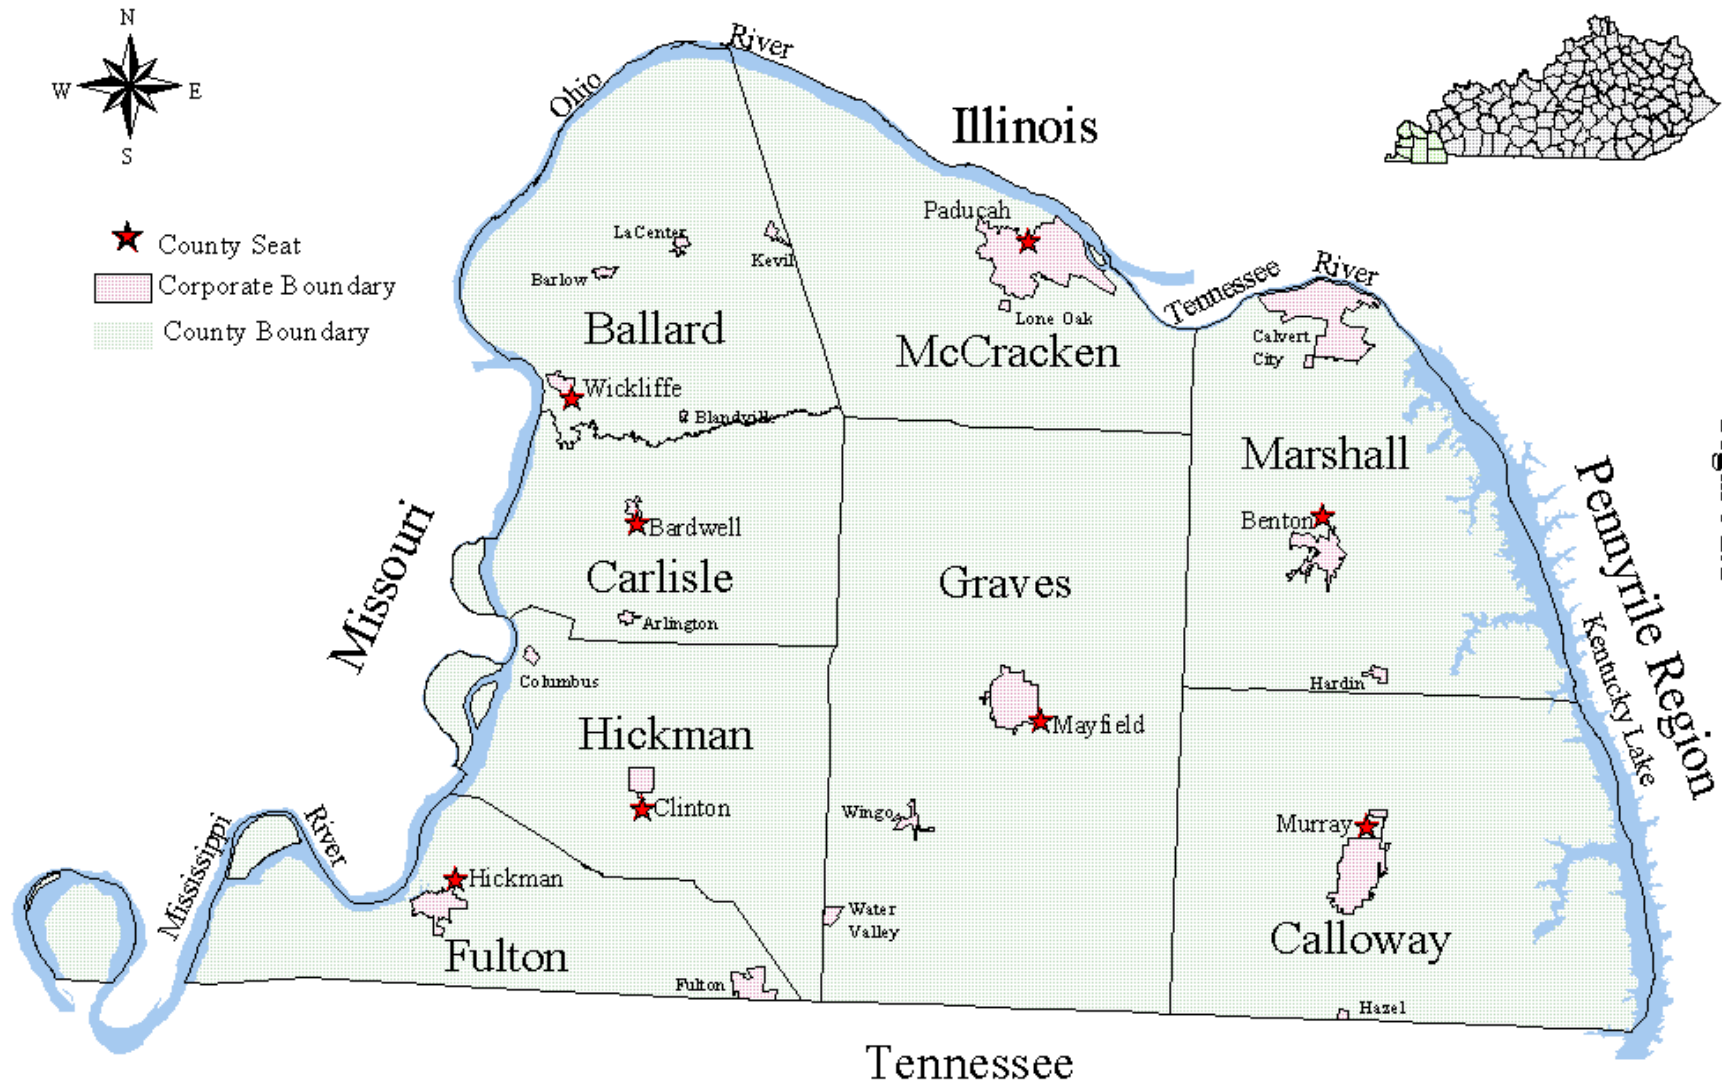 N
W E
S
County Seat
Corporate Boundary
County Boundary
Ohio
River
Illinois
Paducah
LaCenter
Kevil
Barlow
Tennessee
River
Lone Oak
Ballard
McCracken
Calvert
City
Wickliffe
Blandville
Marshall
Missouri
Bardwell
Benton
Pennyrile Region
Carlisle
Graves
Arlington
Columbus
Hardin
Kentucky Lake
Hickman
Mayfield
Clinton
Wingo
Murray
Mississippi
River
Hickman
Water
Valley
Calloway
Fulton
Fulton
Hazel
Tennessee